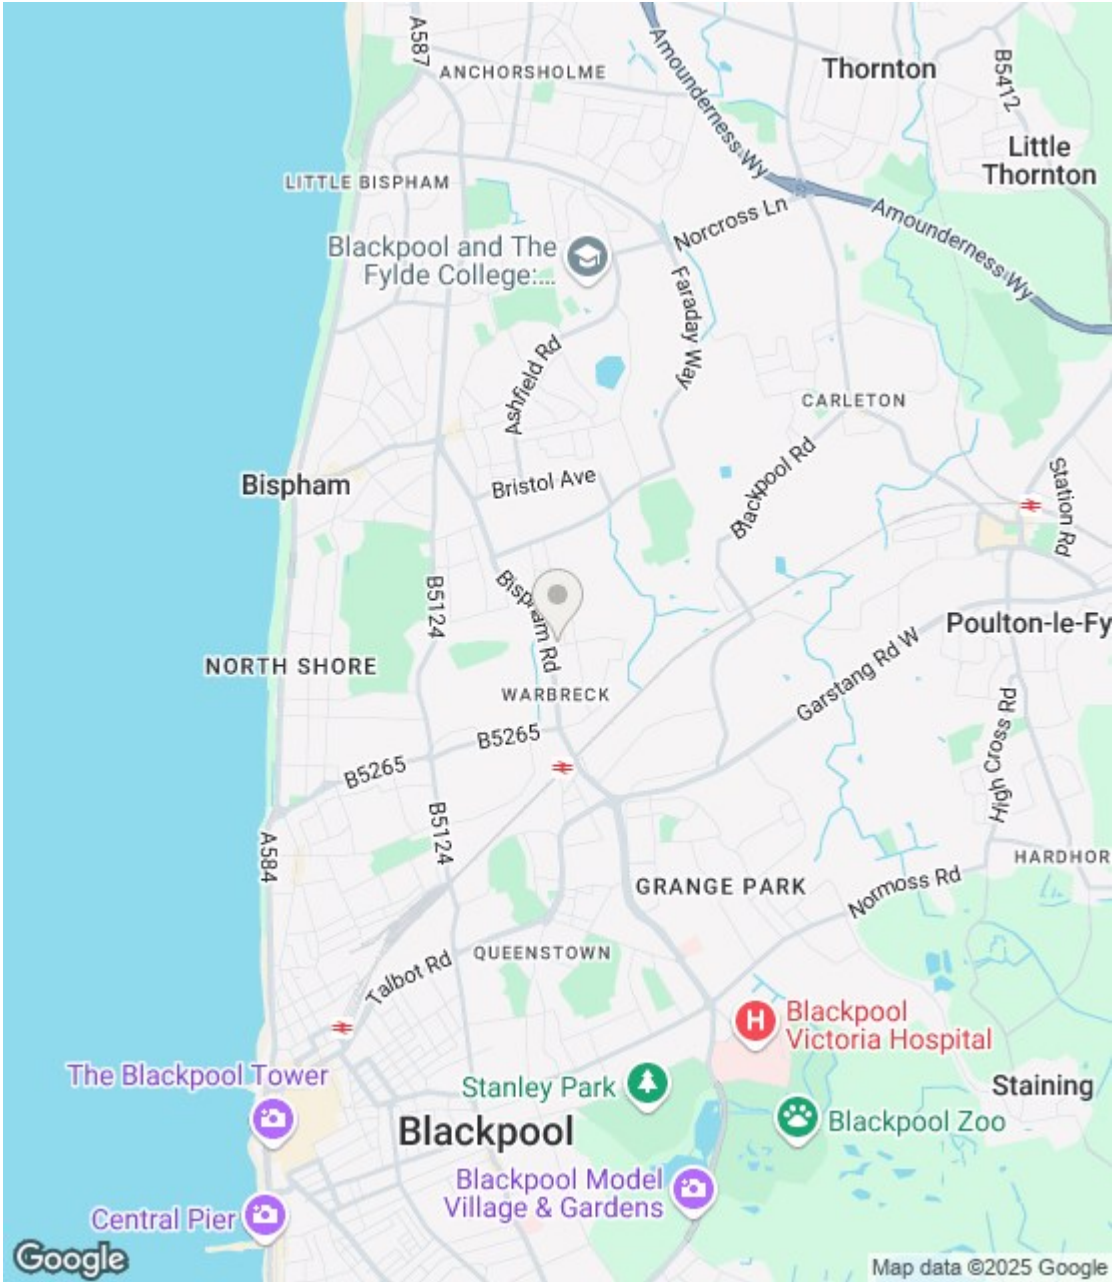 A587
ANCHORSHOLME
Amounderness Wy
Thornton
B5412
Little
Thornton
LITTLE BISPHAM
Norcross Ln
Amounderness Wy
Blackpool and The
Fylde College:...
Faraday Way
Ashfield Rd
CARLETON
Blackpool Rd
Station Rd
Bispham
Bristol Ave
B5124
Bispham Rd
Poulton-le-Fy
NORTH SHORE
Garstang Rd W
WARBRECK
High Cross Rd
B5265
B5265
B5124
A584
HARDHOR
GRANGE PARK
Normoss Rd
QUEENSTOWN
Talbot Rd
H
Blackpool
Victoria Hospital
The Blackpool Tower
Stanley Park
Staining
Blackpool
Blackpool Zoo
Blackpool Model
Village & Gardens
Central Pier
Google
Map data ©2025 Google